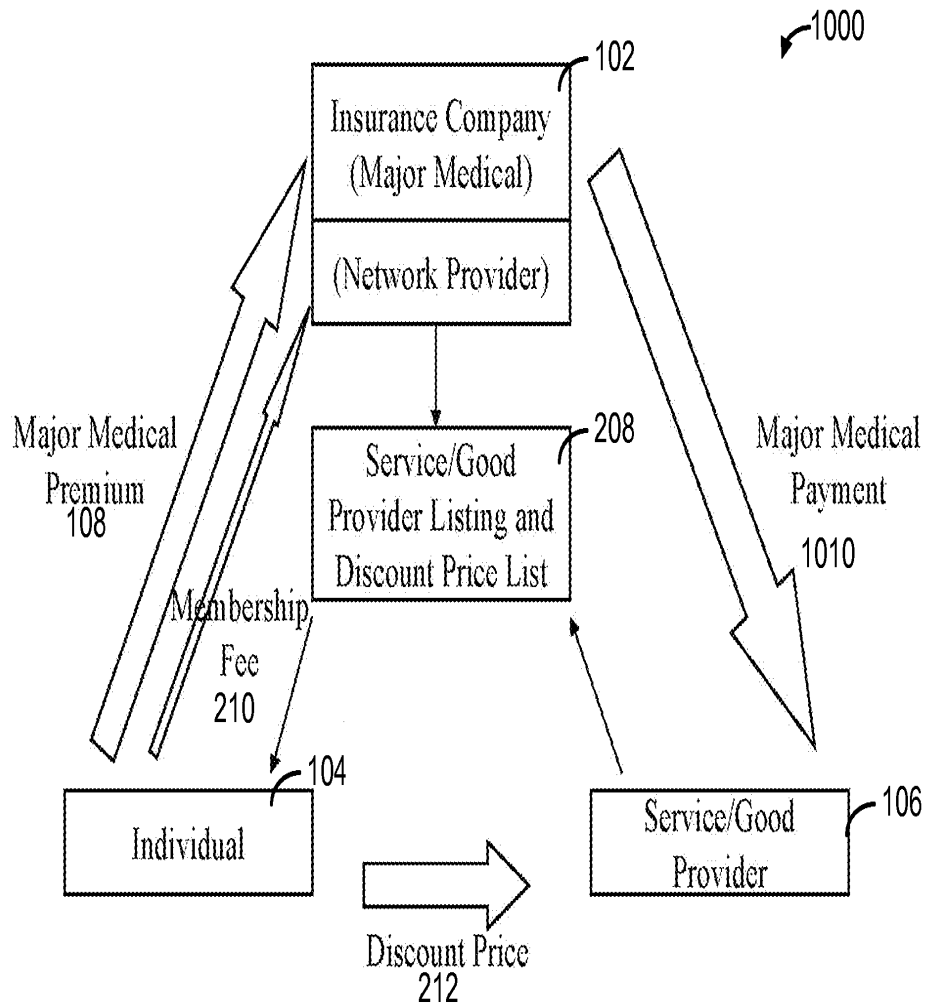 1000
102
Insurance Company
(Major Medical)
(Network Provider)
208
Service/Good
Provider Listing and
Discount Price List
Major Medical
Premium
108
Major Medical
Payment
1010
Membership
Fee
210
104
Individual
106
Service/Good
Provider
Discount Price
212